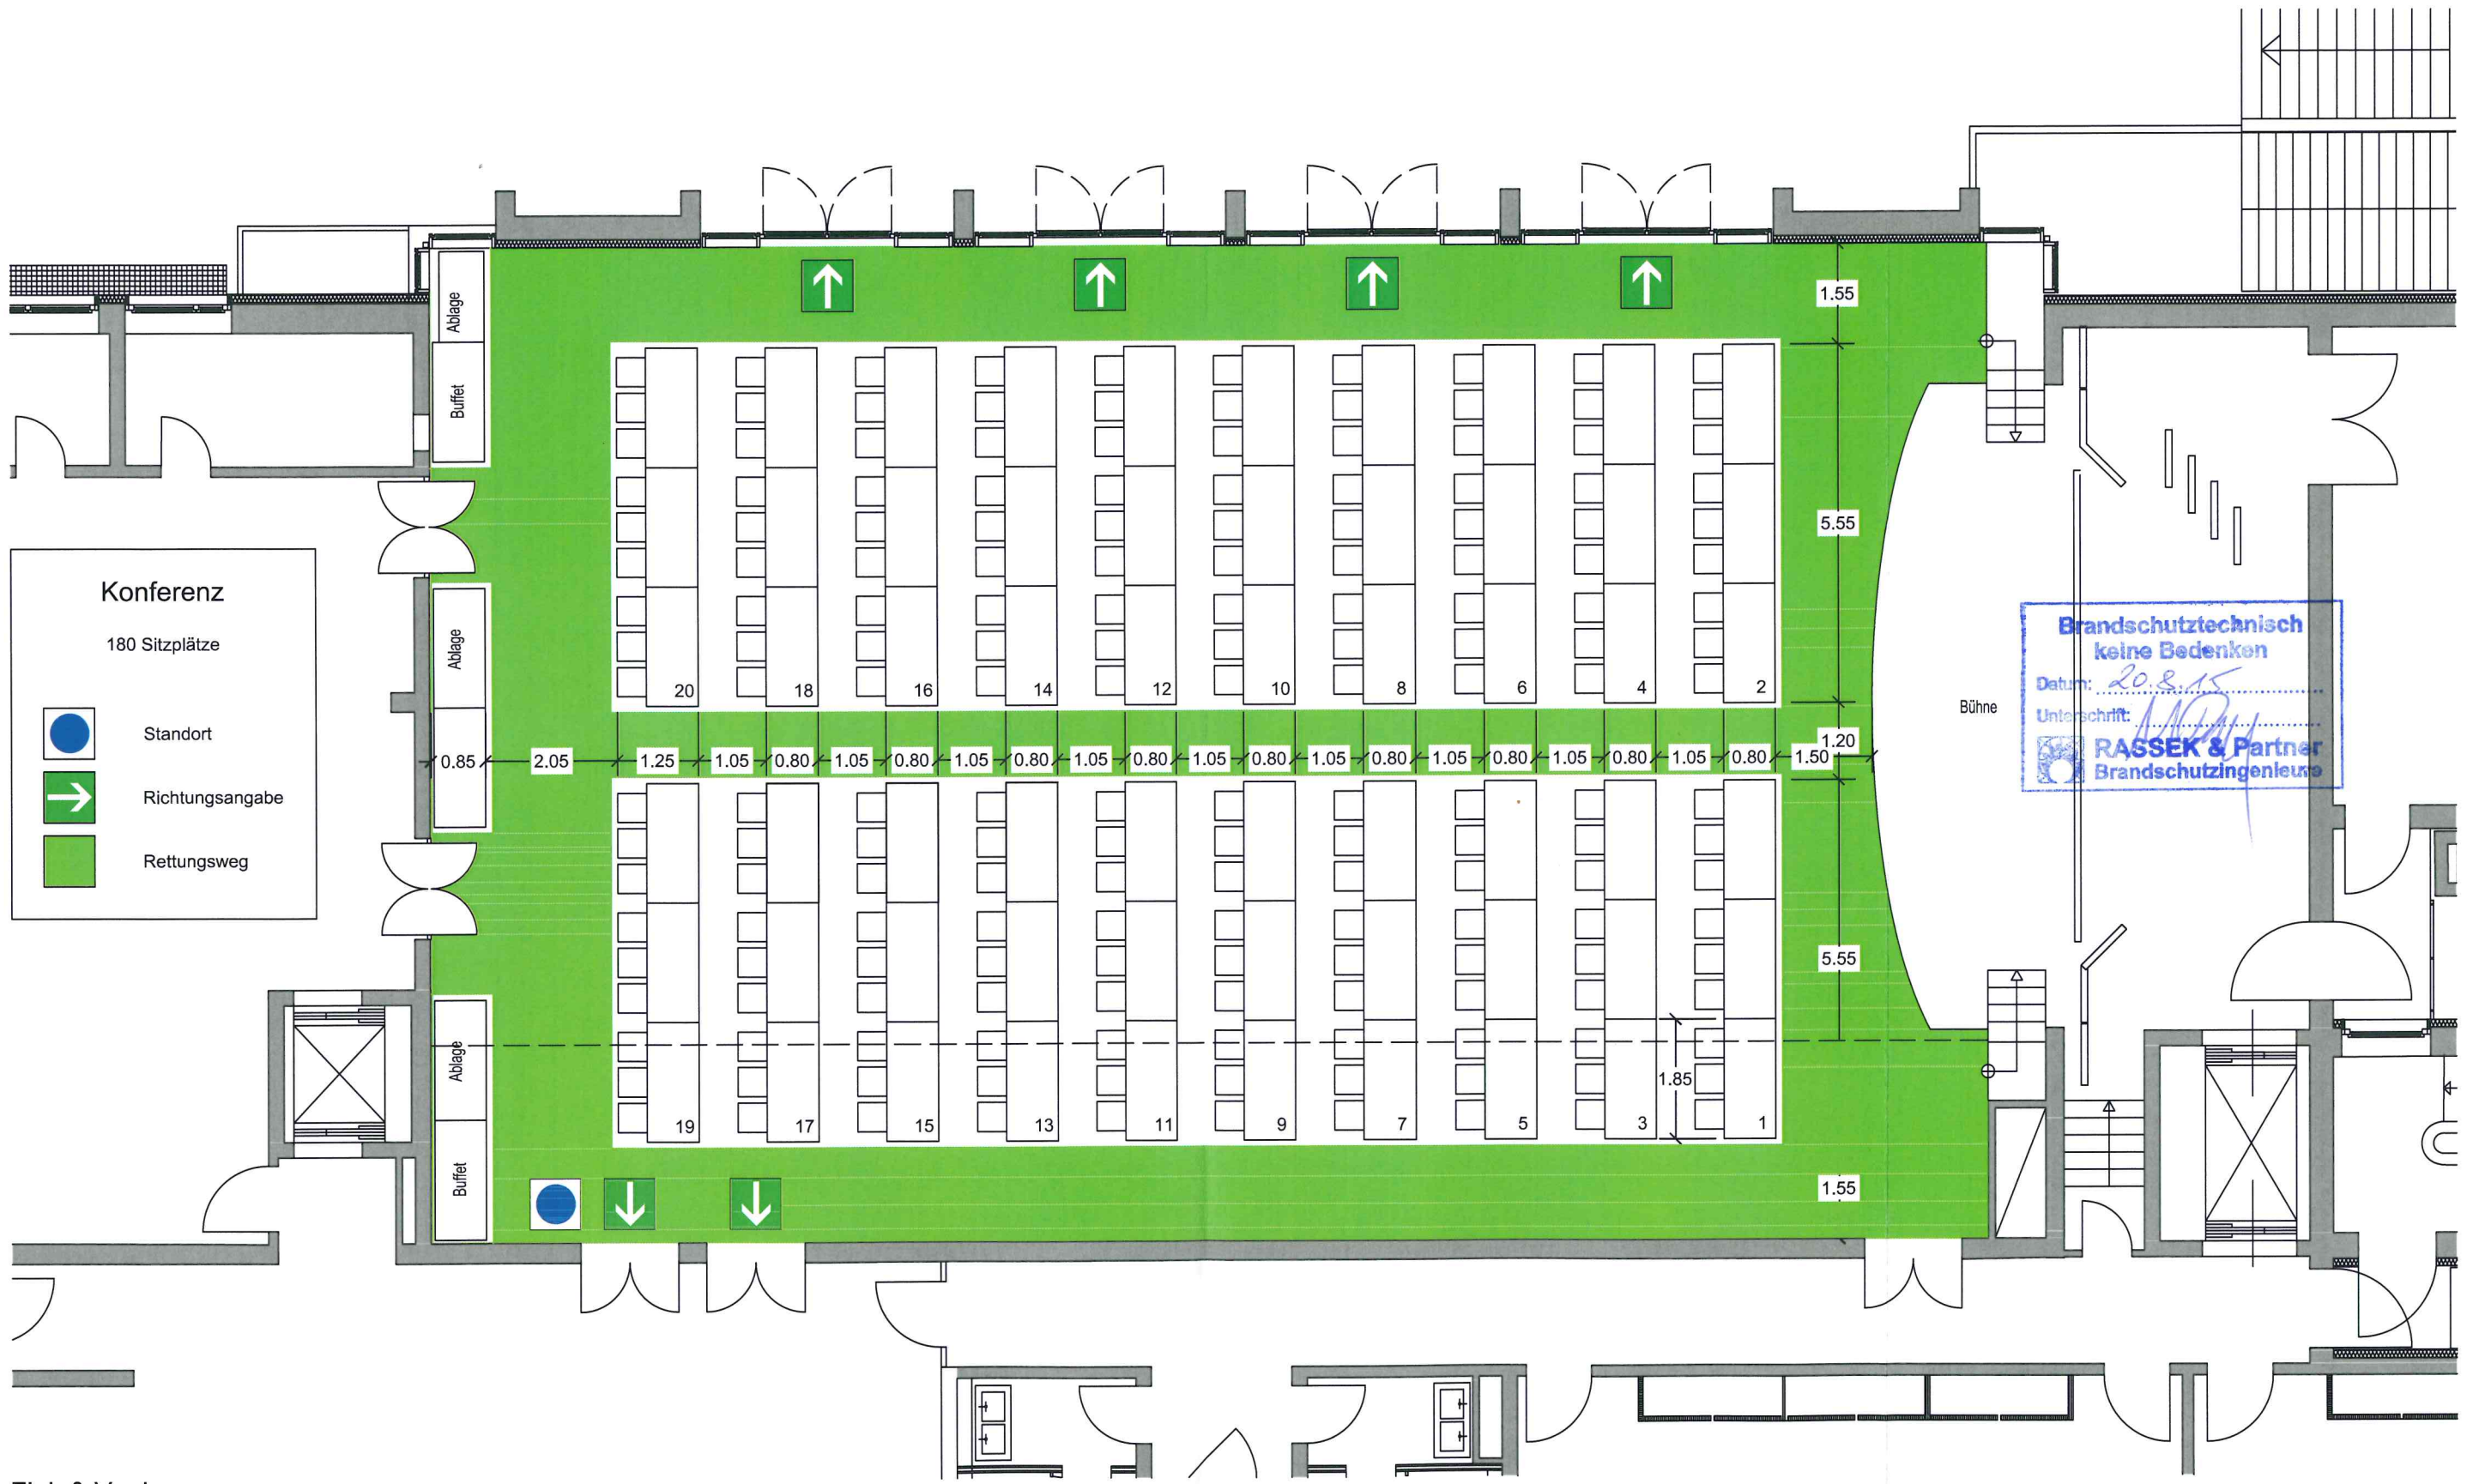 1.55
Ablage
Buffet
5.55
Konferenz
180 Sitzplätze
Ablage
20
18
16
14
12
10
8
6
4
2
Standort
Richtungsangabe
Rettungsweg
Bühne
Brandschutztechnisch
keine Bedenken
Datum: 20.8.15
Unterschrift:
RASSEK & Partner
Brandschutzingenieure
1.20
0.85 2.05 1.25 1.05 0.80 1.05 0.80 1.05 0.80 1.05 0.80 1.05 0.80 1.05 0.80 1.05 0.80 1.05 0.80 1.05 0.80 1.50
5.55
Ablage
1.85
19
17
15
13
11
9
7
5
3
1
Buffet
1.55